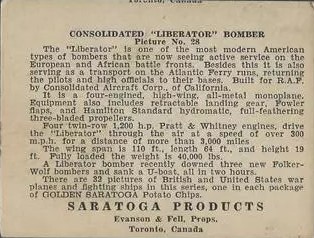 Toronto, Canada
CONSOLIDATED "LIBERATOR" BOMBER
Picture No. 28
The "Liberator" is one of the most modern American
types of bombers that are now seeing active service on the
European African battle fronts. Besides this it is also
serving as a transport on the Atlantic Ferry runs, returning
the pilots and high officials to their bases. Built for R.A.F.
by Consolidated Aircraft Corp., of California.
It is a four-engined, high-wing, all-metal monoplane.
Equipment also includes retractable landing gear, Fowler
flaps, and Hamilton Standard hydromatic, full-feathering
three-bladed propellers.
Four twin-row 1,200 h.p. Pratt & Whitney engines, drive
the "Liberator" through the air at a speed of over 300
m.p.h. for a distance of more than 3,000 miles
The wing span is 110 ft., length 64 ft., and height 19
ft. Fully loaded the weight is 40,000 lbs.
A Liberator bomber recently downed three new Folker-
Wolf bombers and sank a U-boat, all in two hours.
There are 32 pictures of British and United States war
planes and fighting ships in this series, one in each package
of GOLDEN SARATOGA Potato Chips.
SARATOGA PRODUCTS
Evanson & Fell, Props.
Toronto, Canada